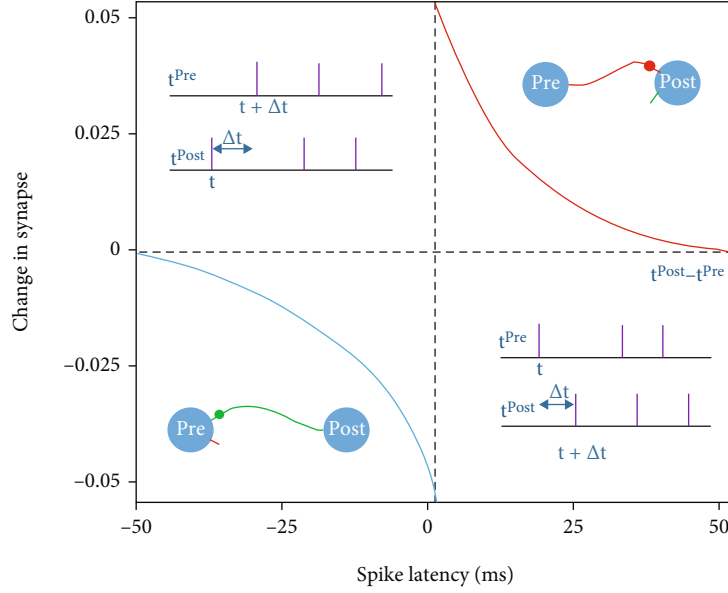 0.05
0.025
0
−0.025
−0.05
−50
−25
0
25
50
Change in synapse
Spike latency (ms)
tPre
t + Δt
tPost
Δt
t
Pre
Post
tPost–tPre
tPre
t
Δt
tPost
t + Δt
Pre
Post